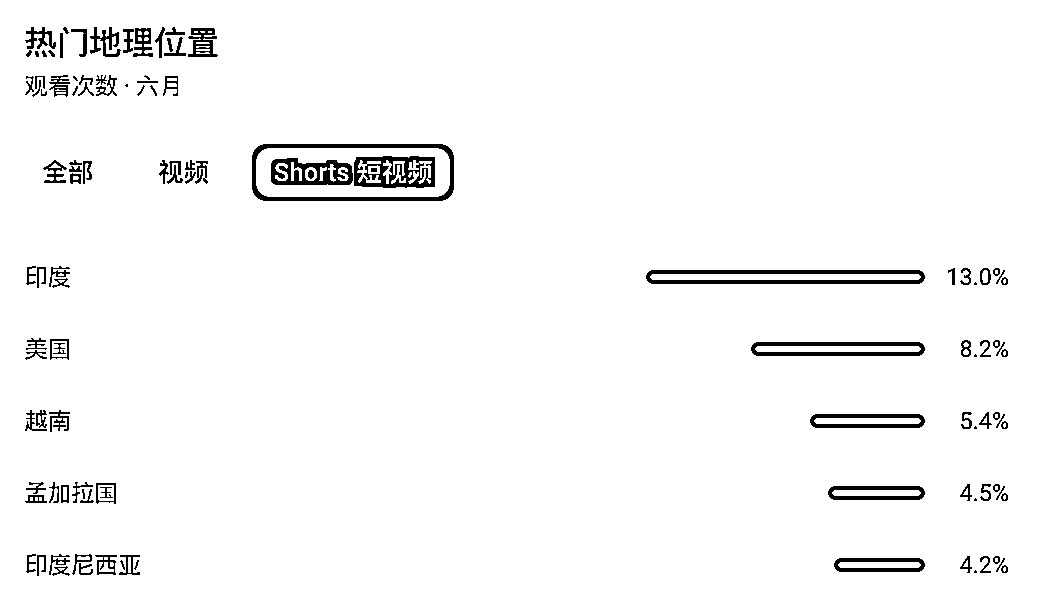 热门地理位置
观看次数 · 六月
全部 视频 Shorts 短视频
印度 13.0%
美国 8.2%
越南 5.4%
孟加拉国 4.5%
印度尼西亚 4.2%